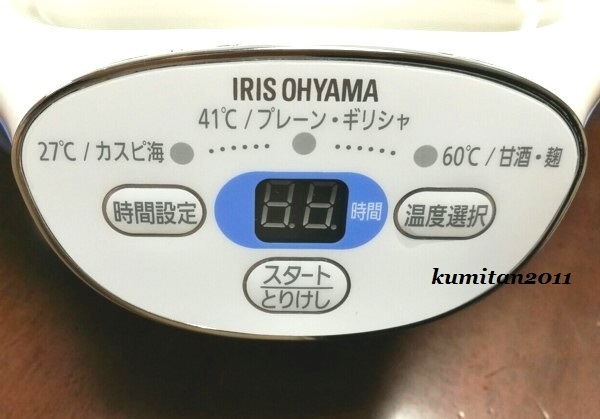 IRIS OHYAMA
41℃ / プレーン・ギリシャ
27℃ / カスピ海
60℃ / 甘酒・麹
時間設定
8.8.
時間
温度選択
スタート
とりけし
kumitan2011